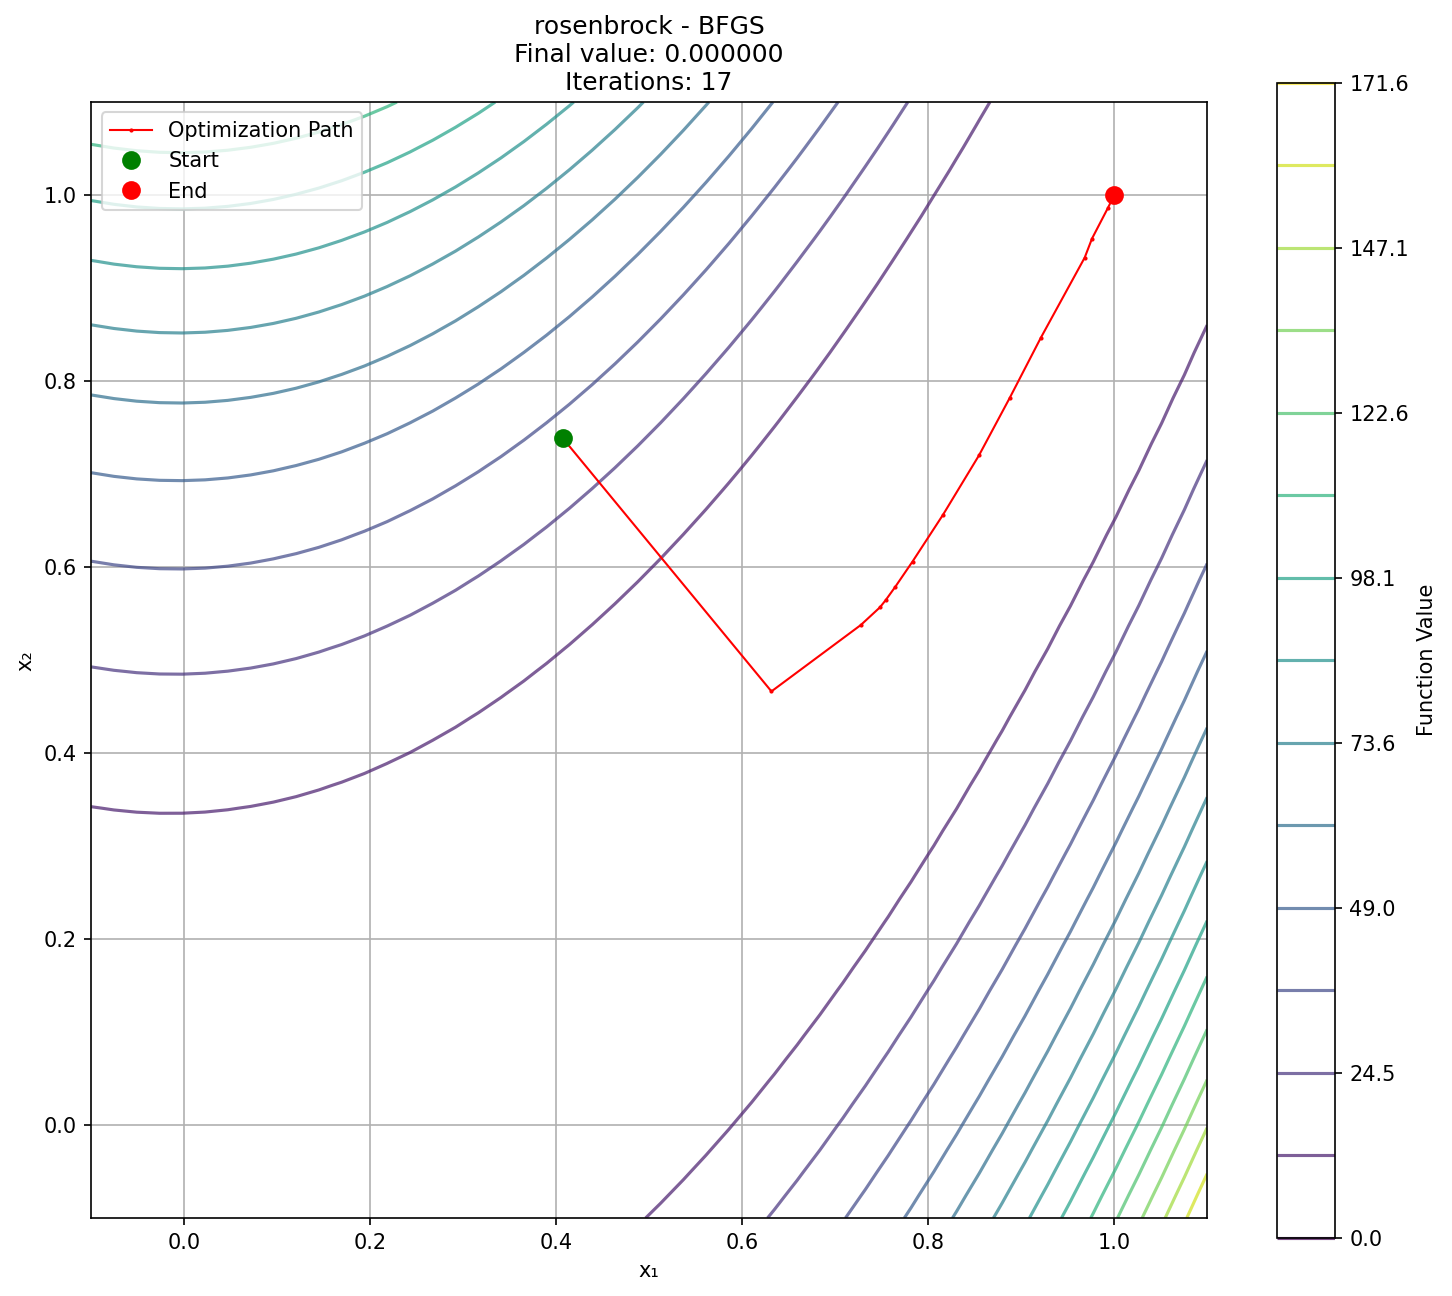 rosenbrock - BFGS
Final value: 0.000000
Iterations: 17
Optimization Path
Start
End
1.0
0.8
0.6
0.4
0.2
0.0
x₂
0.0
0.2
0.4
0.6
0.8
1.0
x₁
171.6
147.1
122.6
98.1
73.6
49.0
24.5
0.0
Function Value